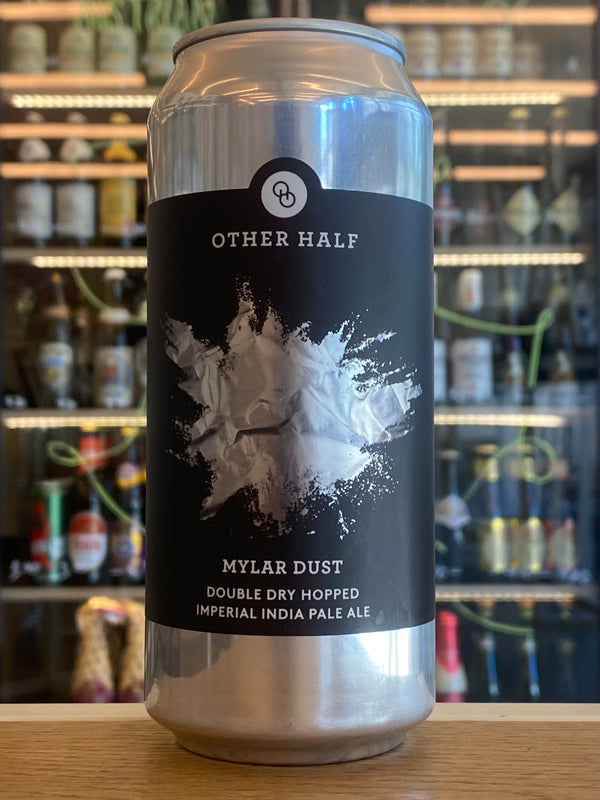 OTHER HALF
MYLAR DUST
DOUBLE DRY HOPPED
IMPERIAL INDIA PALE ALE